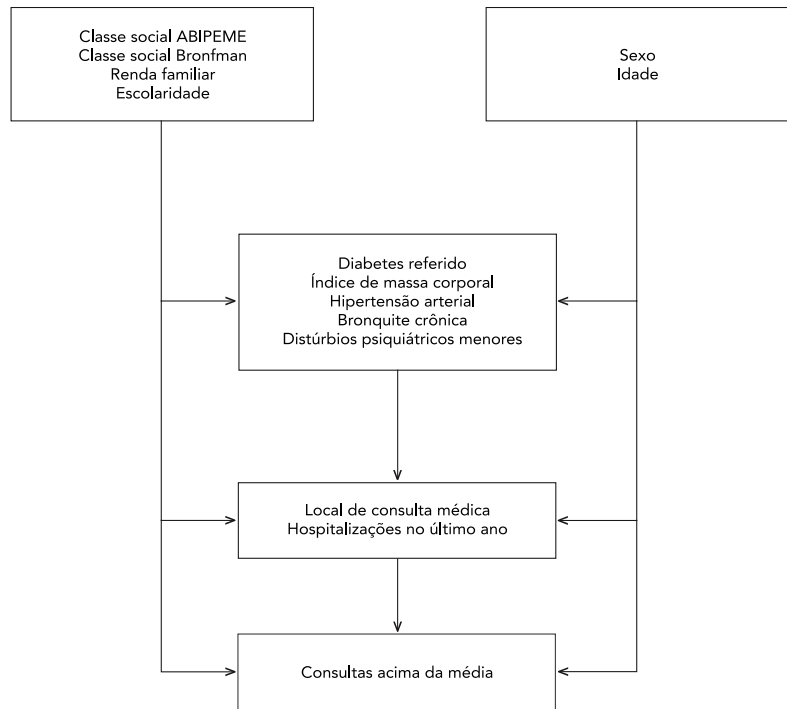 Classe social ABIPEME
Classe social Bronfman
Renda familiar
Escolaridade
Sexo
Idade
Diabetes referido
Índice de massa corporal
Hipertensão arterial
Bronquite crônica
Distúrbios psiquiátricos menores
Local de consulta médica
Hospitalizações no último ano
Consultas acima da média